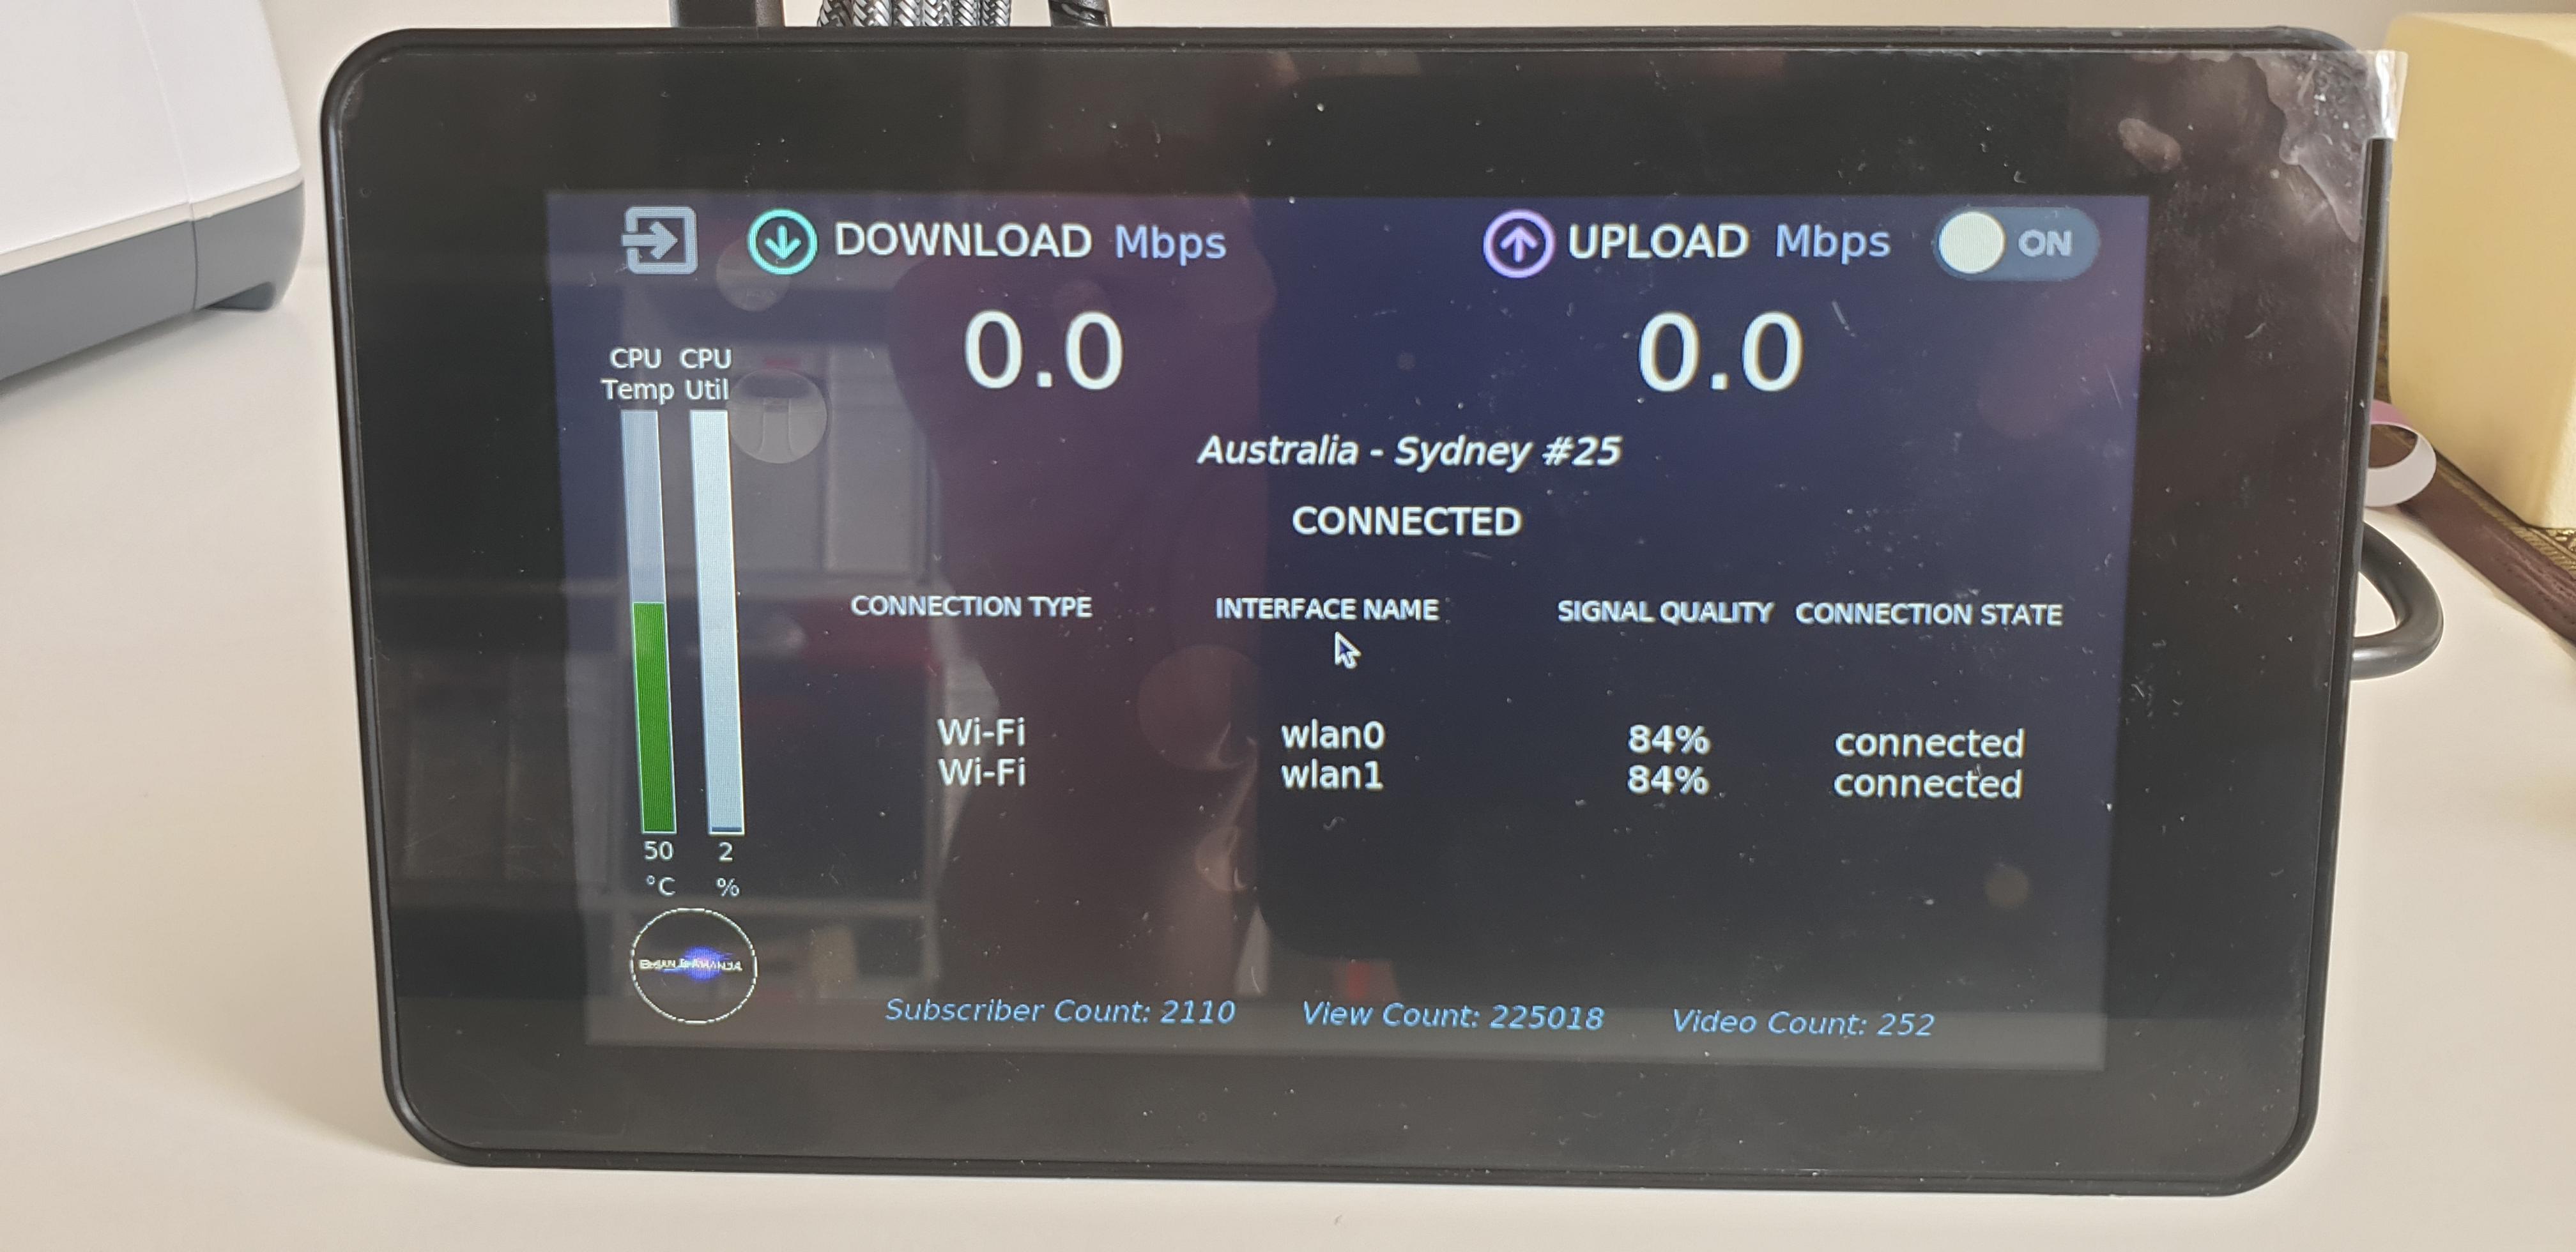 DOWNLOAD Mbps
UPLOAD Mbps
ON
0.0
0.0
CPU Temp
CPU Util
Australia - Sydney #25
CONNECTED
CONNECTION TYPE INTERFACE NAME SIGNAL QUALITY CONNECTION STATE
Wi-Fi wlan0 84% connected
Wi-Fi wlan1 84% connected
50 2
°C %
Subscriber Count: 2110 View Count: 225018 Video Count: 252